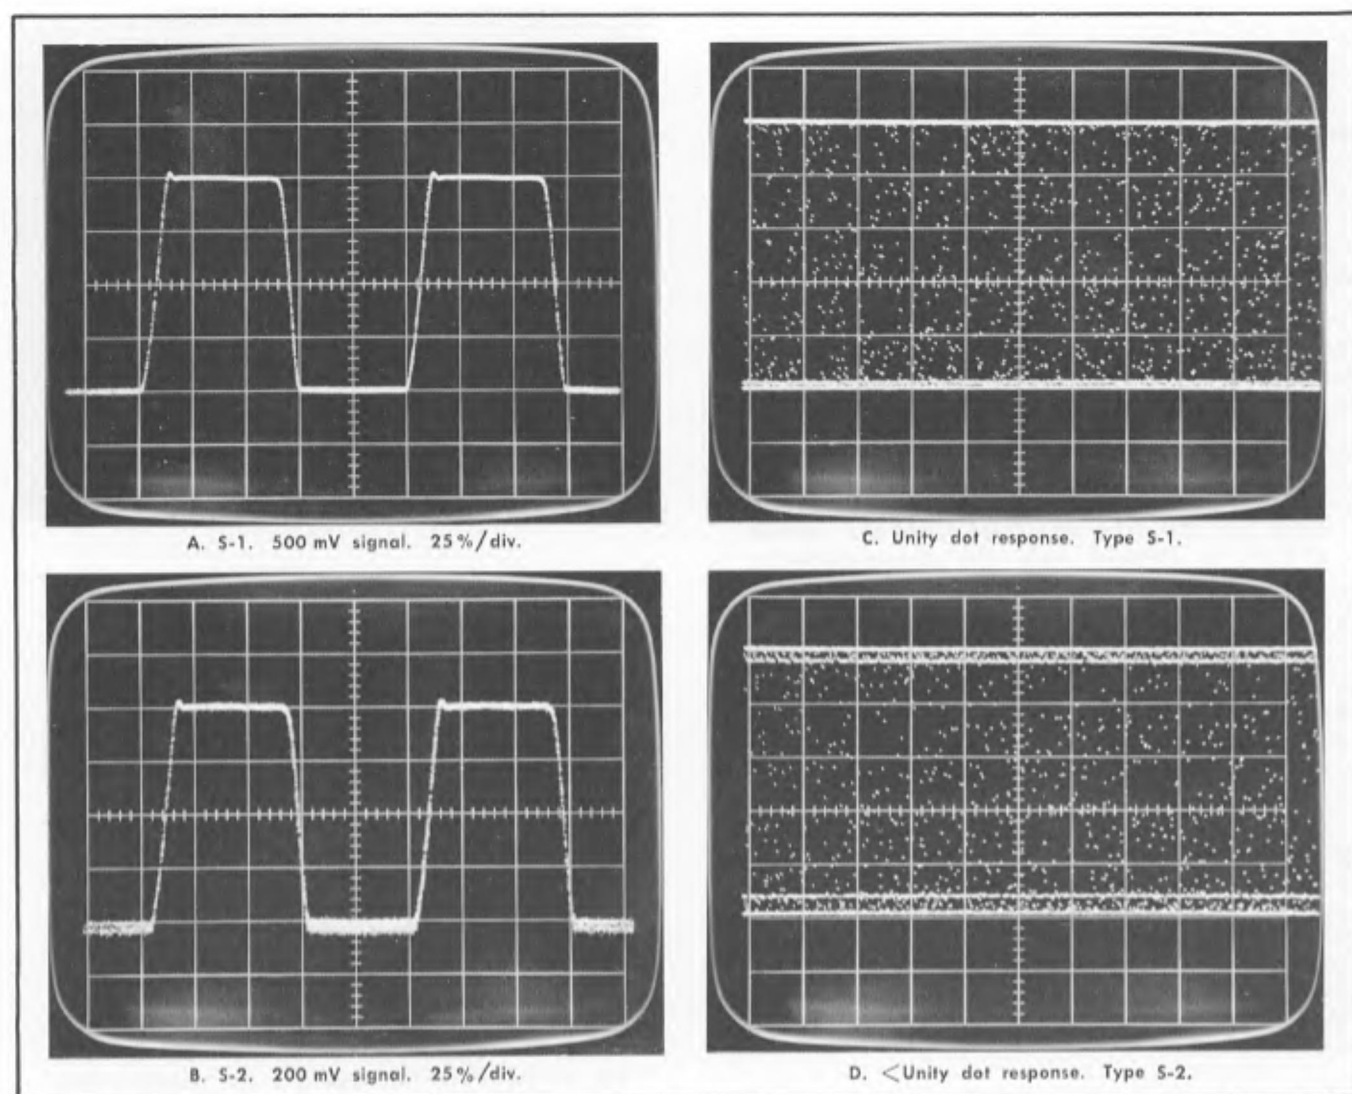 A. S-1. 500 mV signal. 25%/div.
C. Unity dot response. Type S-1.
B. S-2. 200 mV signal. 25%/div.
D. <Unity dot response. Type S-2.